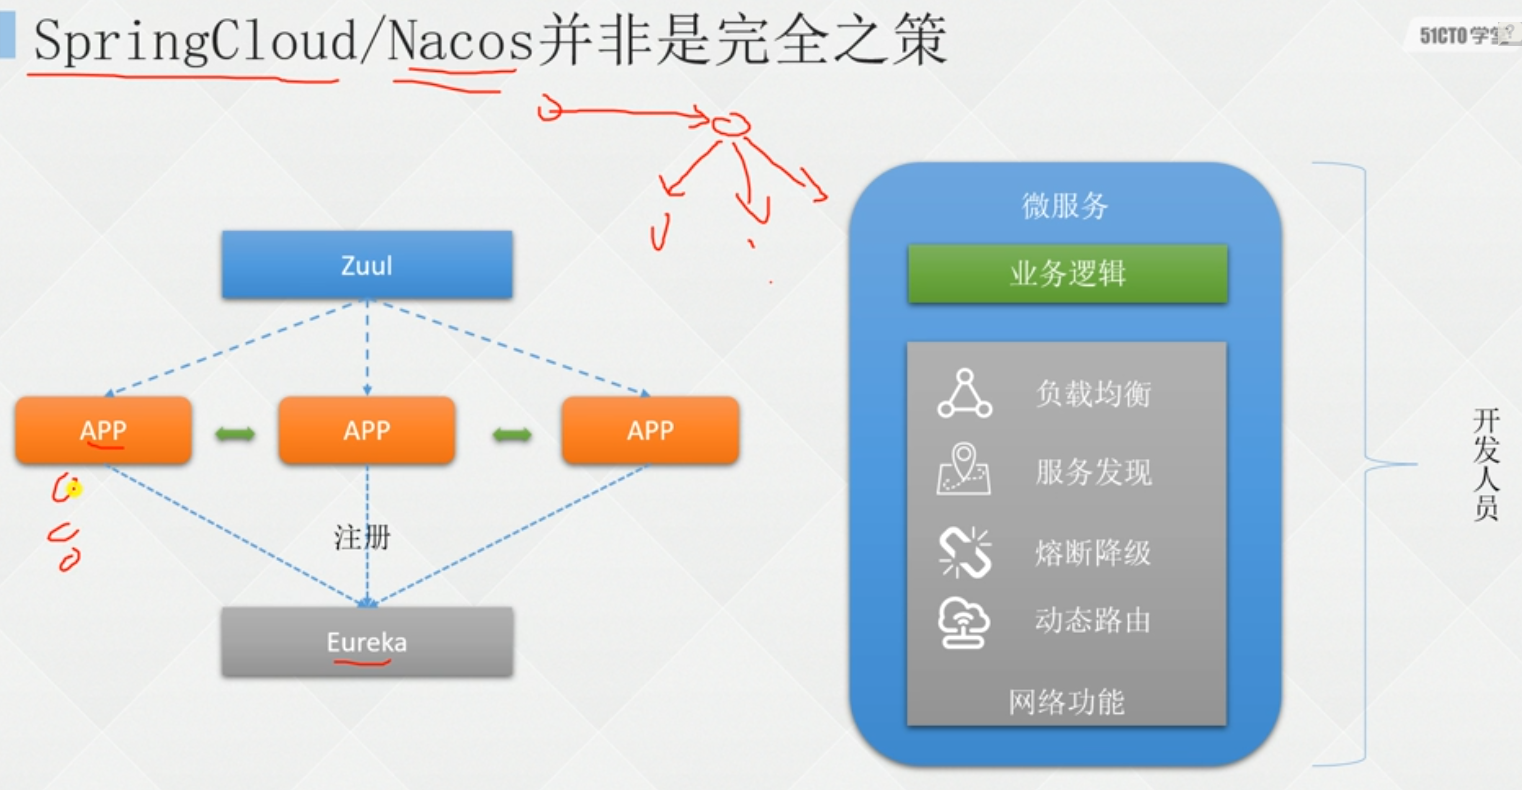 SpringCloud/Nacos并非是完全之策
51CTO学堂
Zuul
APP
APP
APP
注册
Eureka
微服务
业务逻辑
负载均衡
服务发现
熔断降级
动态路由
网络功能
开发人员